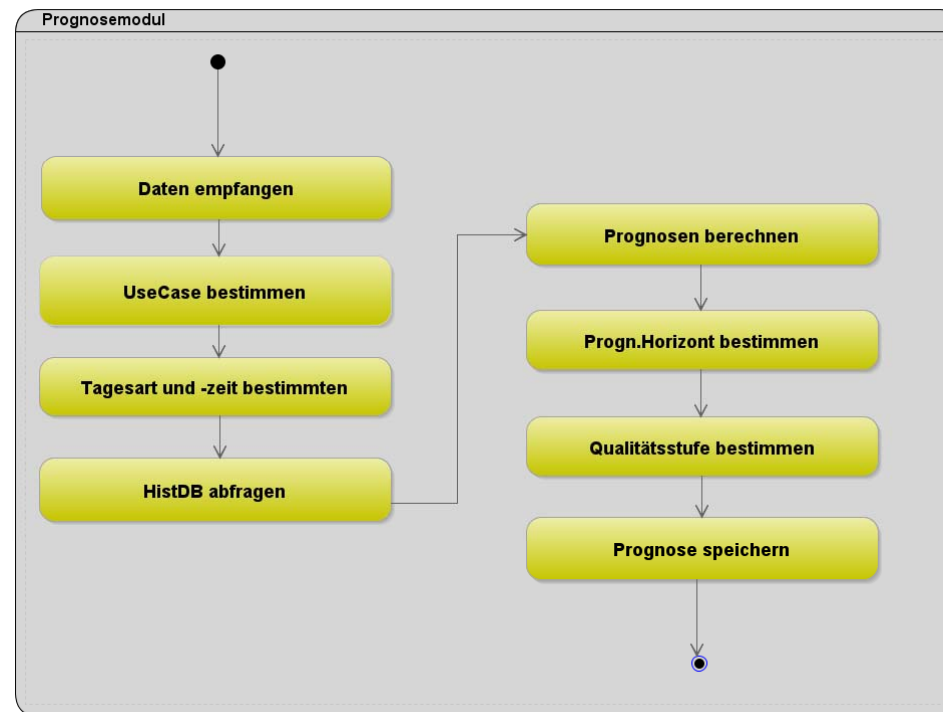 Prognosemodul
Daten empfangen
UseCase bestimmen
Tagesart und -zeit bestimmten
HistDB abfragen
Prognosen berechnen
Progn.Horizont bestimmen
Qualitätsstufe bestimmen
Prognose speichern